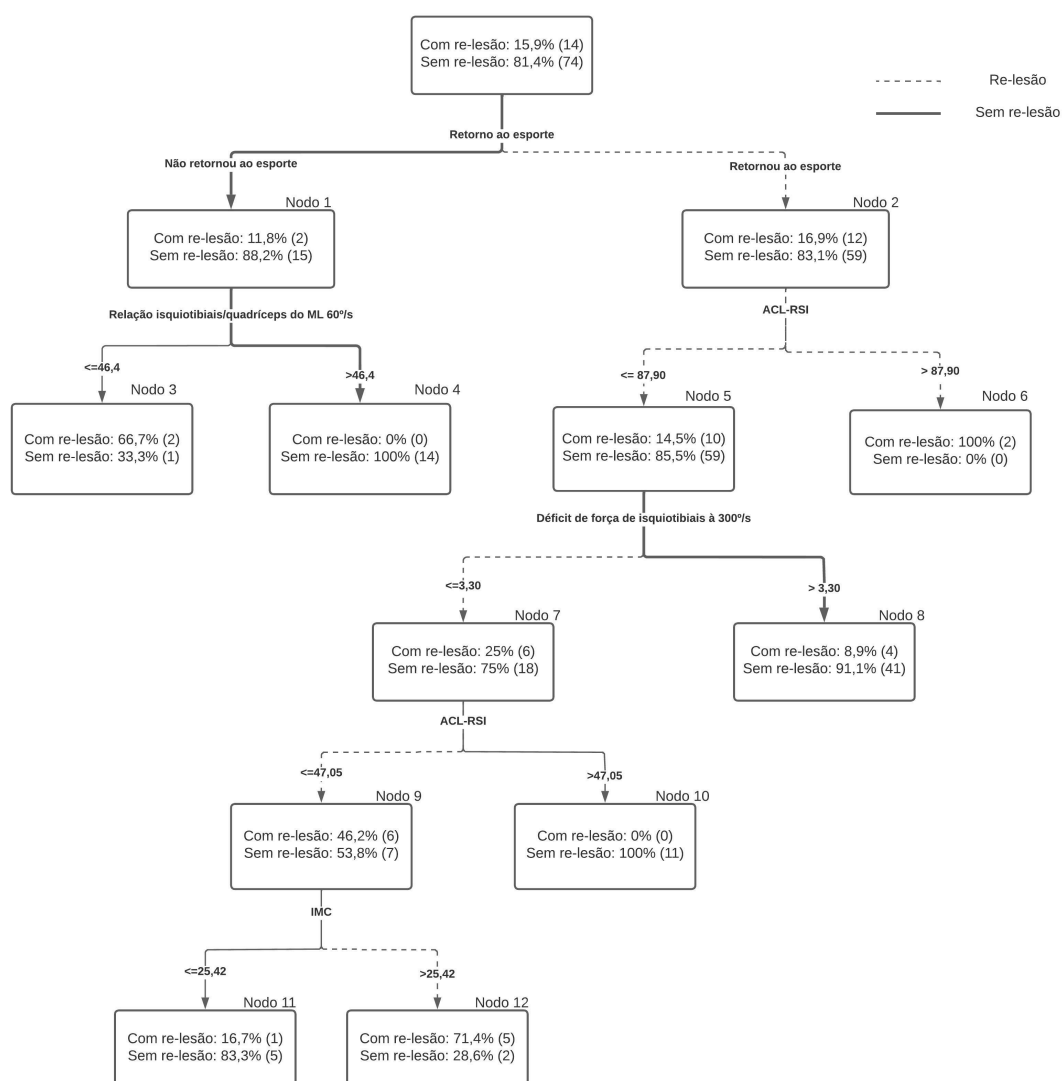 Com re-lesão: 15,9% (14)
Sem re-lesão: 81,4% (74)
Re-lesão
Sem re-lesão
Retorno ao esporte
Não retornou ao esporte
Retornou ao esporte
Nodo 1
Com re-lesão: 11,8% (2)
Sem re-lesão: 88,2% (15)
Nodo 2
Com re-lesão: 16,9% (12)
Sem re-lesão: 83,1% (59)
Relação isquiotibiais/quadríceps do ML 60º/s
ACL-RSI
<=46,4
>46,4
<= 87,90
> 87,90
Nodo 3
Com re-lesão: 66,7% (2)
Sem re-lesão: 33,3% (1)
Nodo 4
Com re-lesão: 0% (0)
Sem re-lesão: 100% (14)
Nodo 5
Com re-lesão: 14,5% (10)
Sem re-lesão: 85,5% (59)
Nodo 6
Com re-lesão: 100% (2)
Sem re-lesão: 0% (0)
Déficit de força de isquiotibiais à 300º/s
<=3,30
> 3,30
Nodo 7
Com re-lesão: 25% (6)
Sem re-lesão: 75% (18)
Nodo 8
Com re-lesão: 8,9% (4)
Sem re-lesão: 91,1% (41)
ACL-RSI
<=47,05
>47,05
Nodo 9
Com re-lesão: 46,2% (6)
Sem re-lesão: 53,8% (7)
Nodo 10
Com re-lesão: 0% (0)
Sem re-lesão: 100% (11)
IMC
<=25,42
>25,42
Nodo 11
Com re-lesão: 16,7% (1)
Sem re-lesão: 83,3% (5)
Nodo 12
Com re-lesão: 71,4% (5)
Sem re-lesão: 28,6% (2)